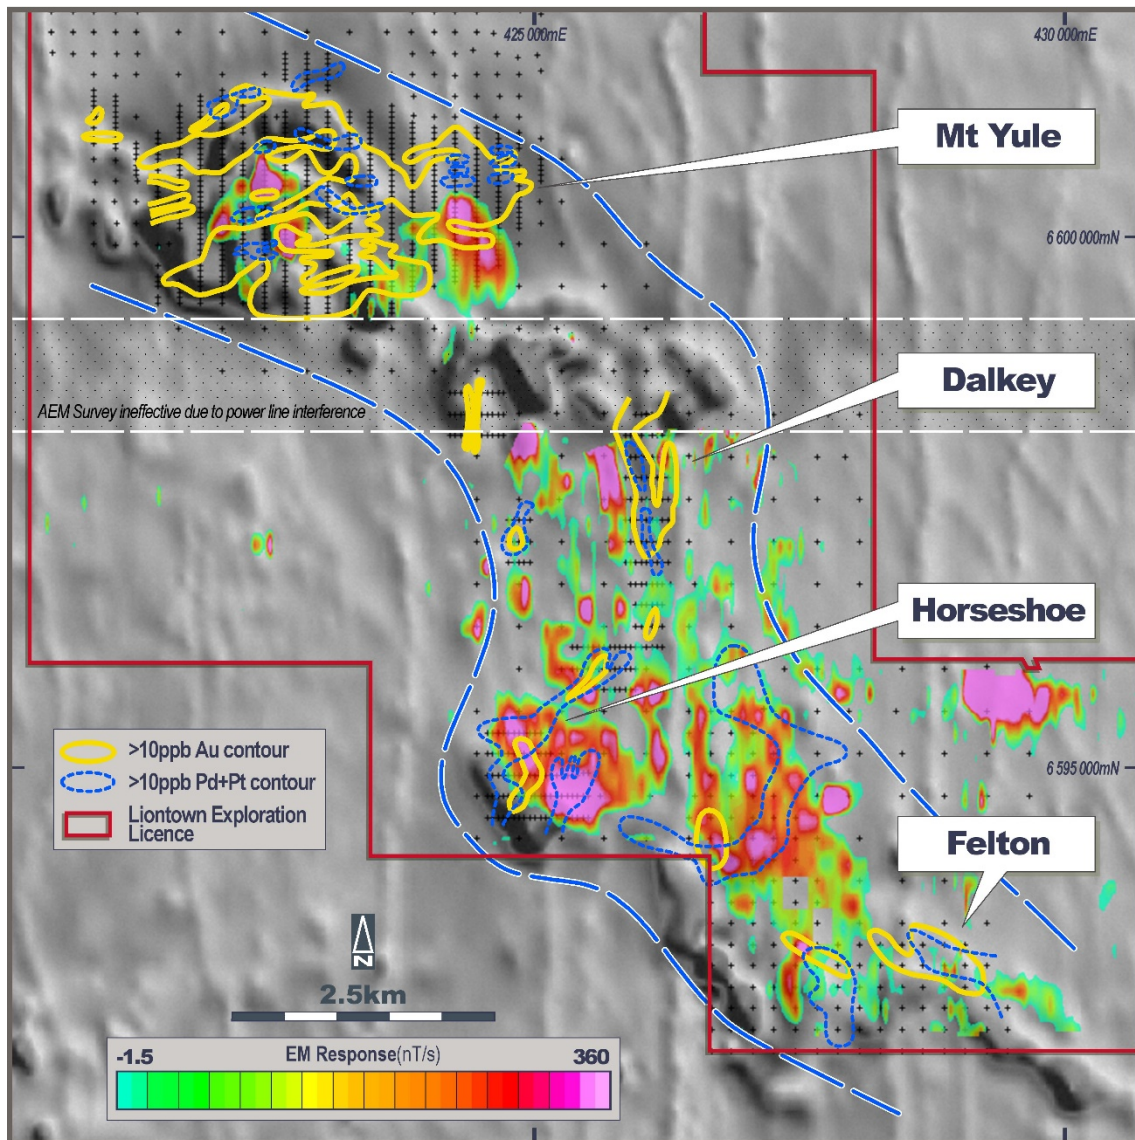 425 000mE
430 000mE
Mt Yule
6 600 000mN
Dalkey
AEM Survey ineffective due to power line interference
Horseshoe
>10ppb Au contour
>10ppb Pd+Pt contour
Liontown Exploration
Licence
6 595 000mN
Felton
N
2.5km
-1.5
EM Response(nT/s)
360